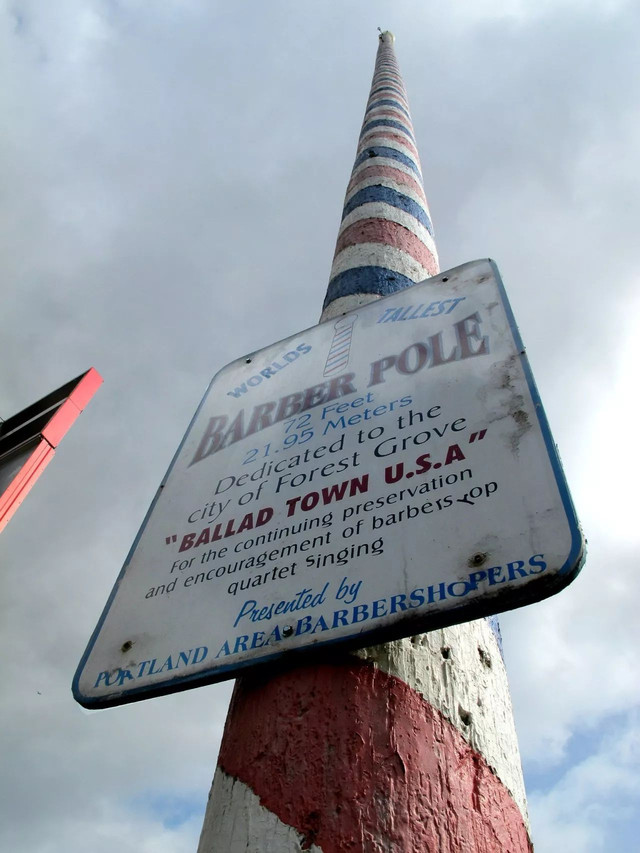 WORLDS TALLEST
BARBER POLE
72 Feet
21.95 Meters
Dedicated to the
city of Forest Grove
"BALLAD TOWN U.S.A"
For the continuing preservation
and encouragement of barbershop
quartet singing
Presented by
PORTLAND AREA BARBERSHOPPERS